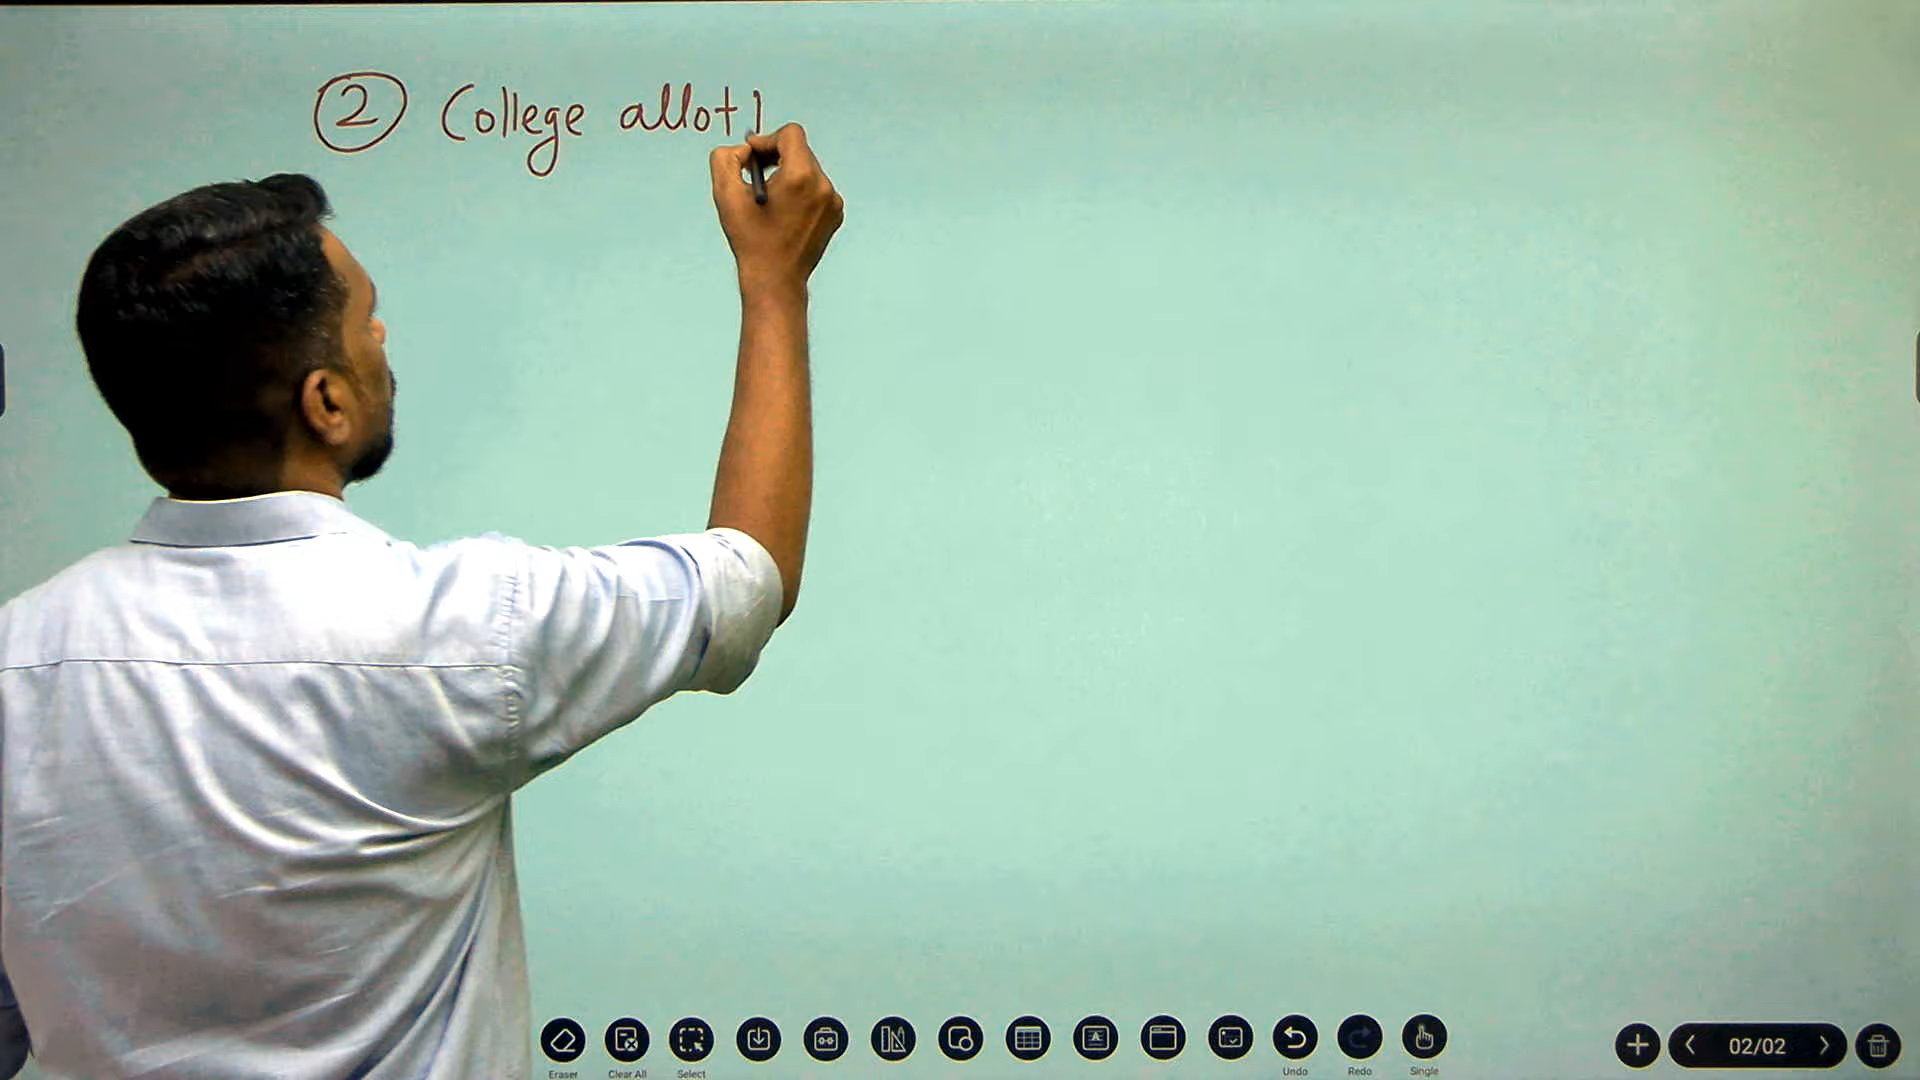 ② College allot
Eraser
Clear All
Select
Undo
Redo
Single
02/02